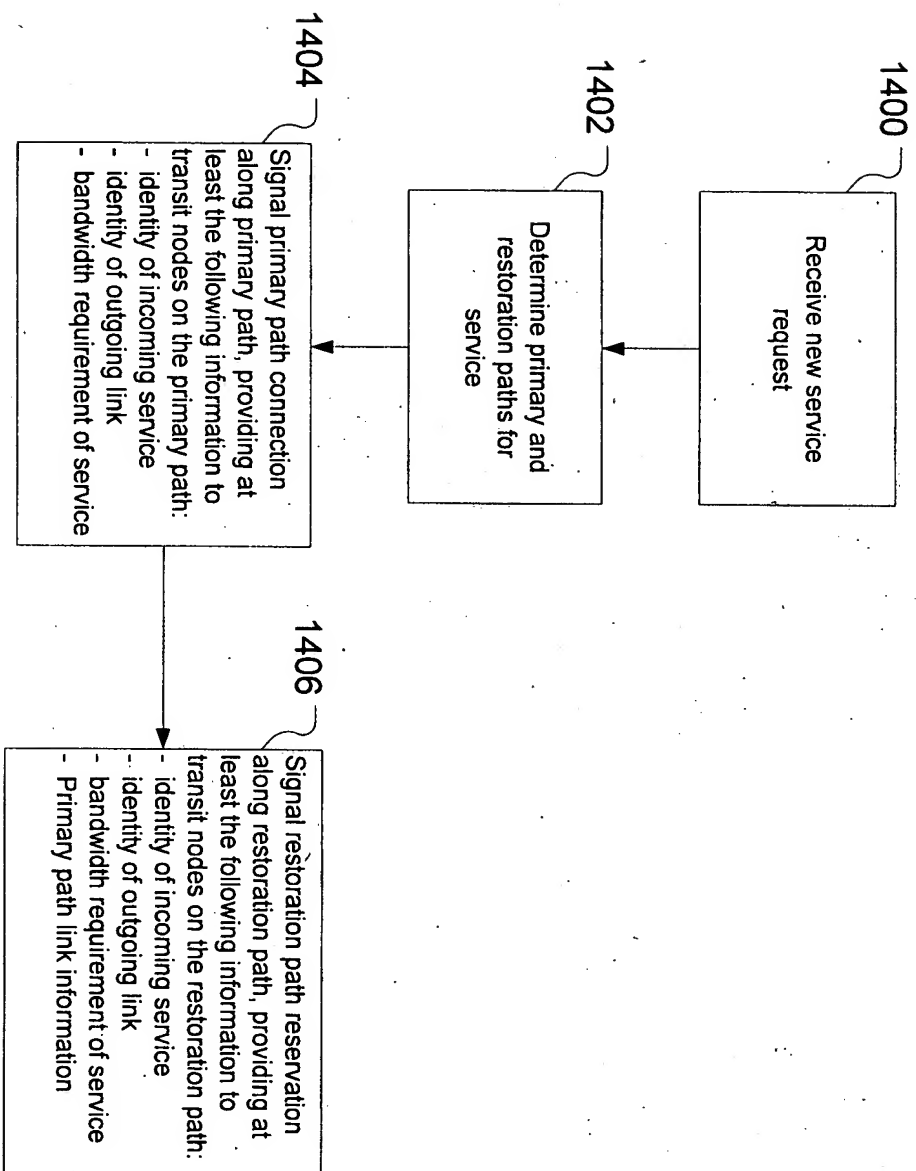 1400
Receive new service
request
1402
Determine primary and
restoration paths for
service
1404
Signal primary path connection
along primary path, providing at
least the following information to
transit nodes on the primary path:
- identity of incoming service
- identity of outgoing link
- bandwidth requirement of service
1406
Signal restoration path reservation
along restoration path, providing at
least the following information to
transit nodes on the restoration path:
- identity of incoming service
- identity of outgoing link
- bandwidth requirement of service
- Primary path link information